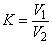 K = V₁/V₂